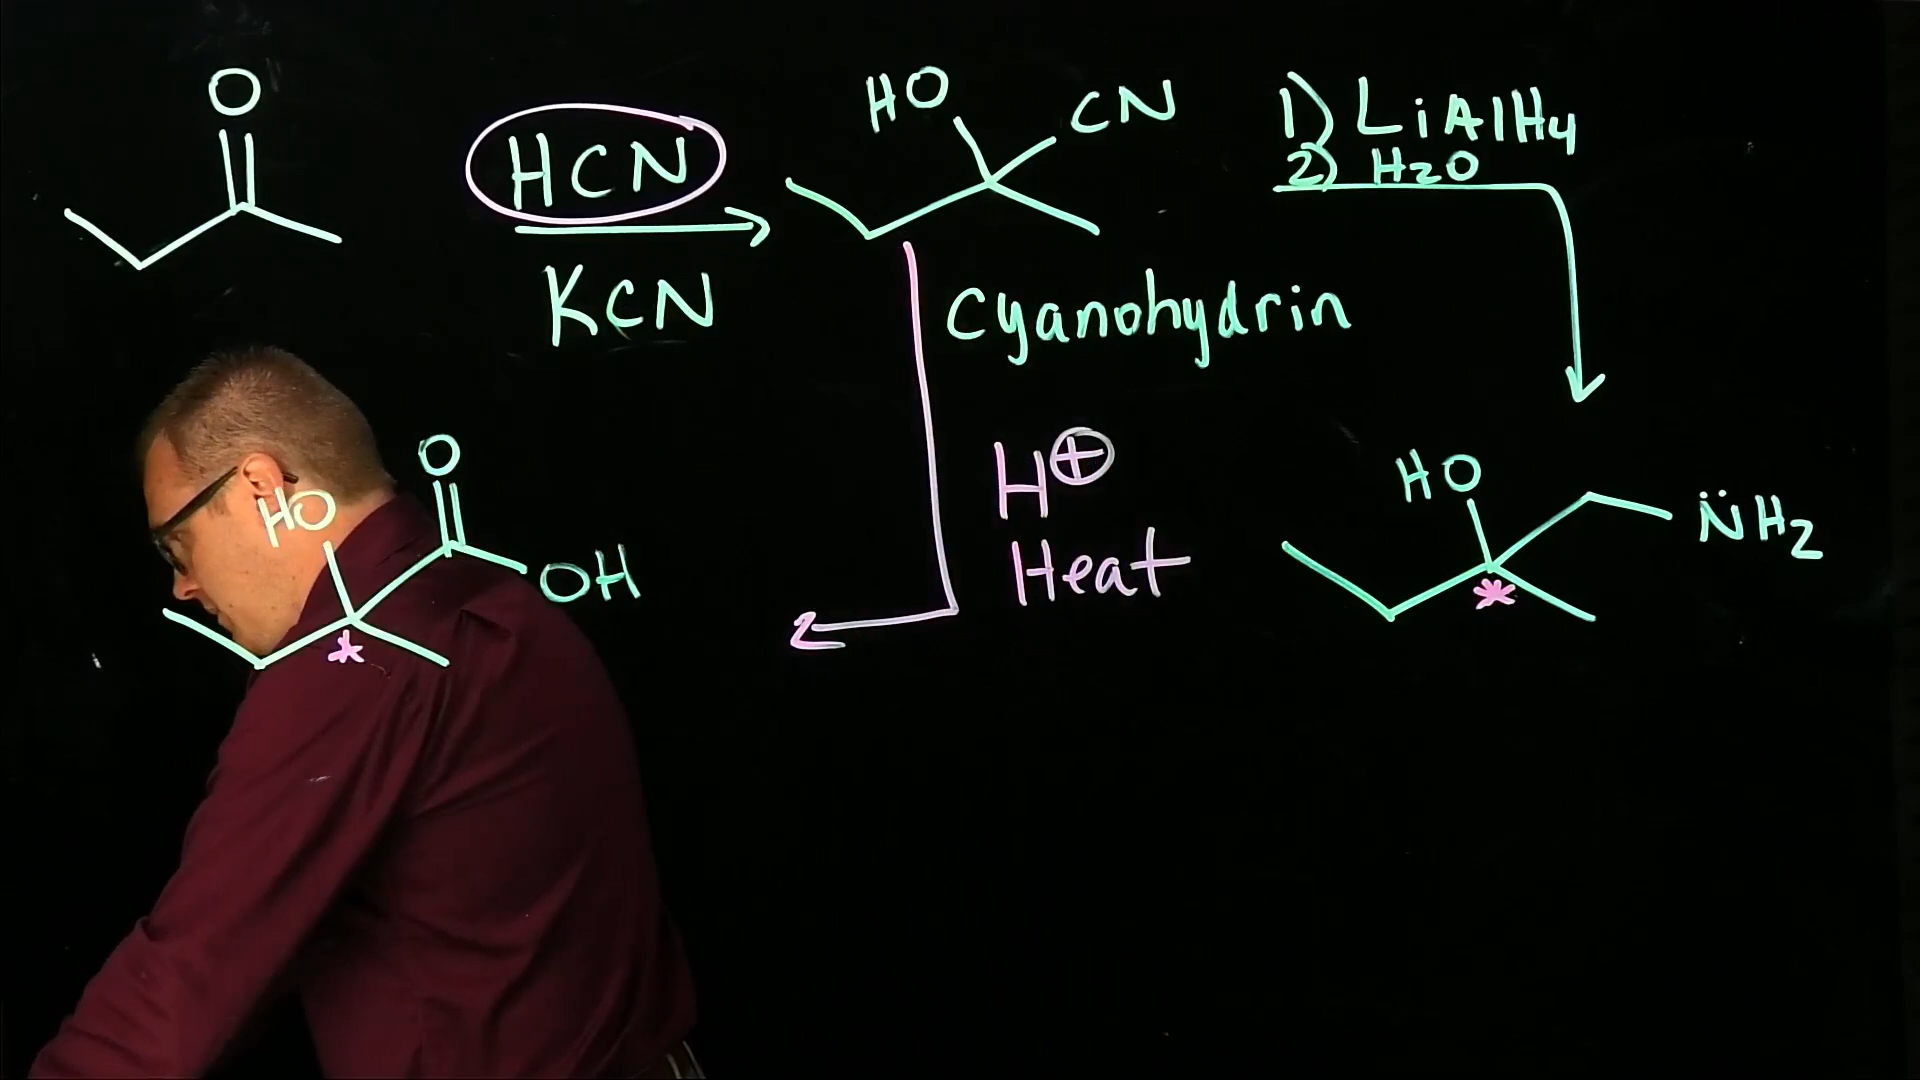 O
HCN
KCN
HO
CN
1) LiAlH4
2) H2O
Cyanohydrin
H+
Heat
HO
O
OH
*
HO
NH2
*